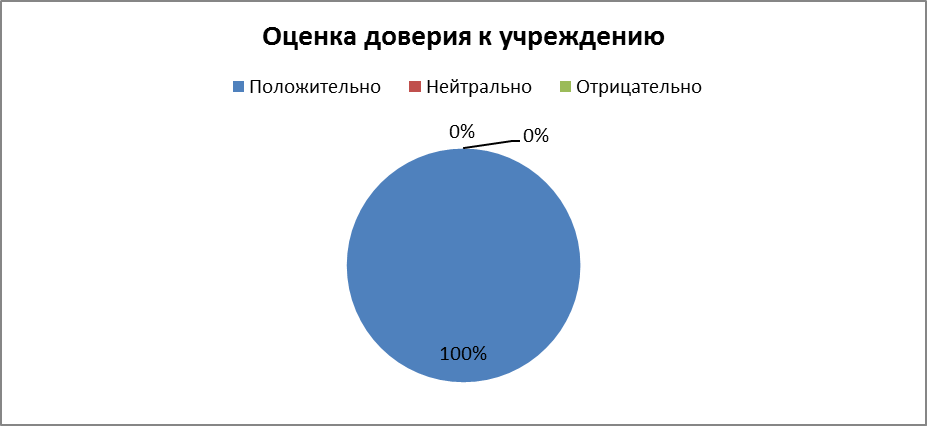 Оценка доверия к учреждению
Положительно Нейтрально Отрицательно
0% 0%
100%